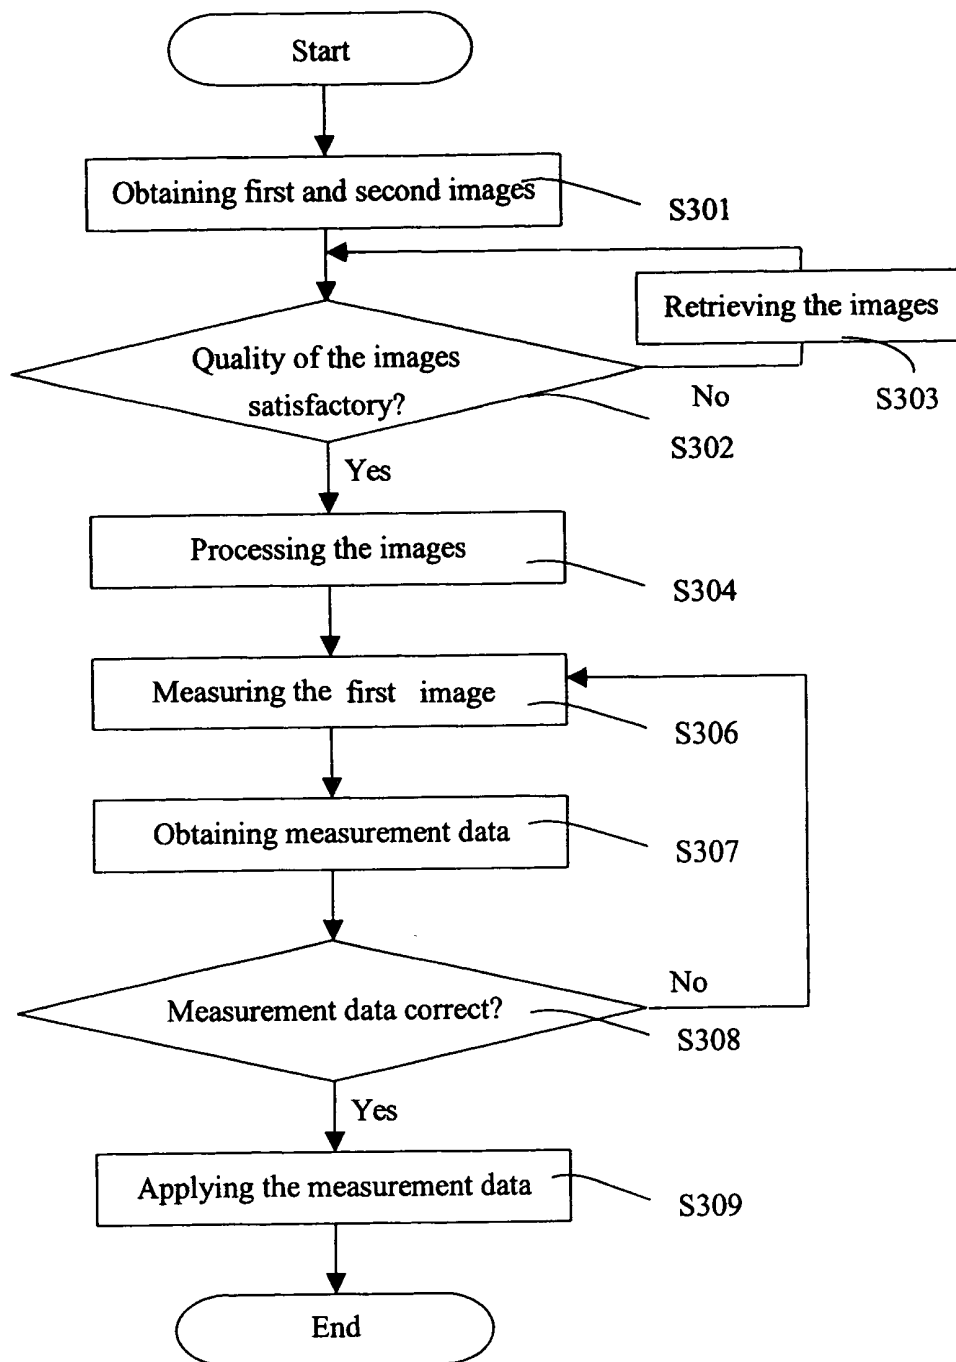 Start
Obtaining first and second images
S301
Retrieving the images
S303
Quality of the images
satisfactory?
No
S302
Yes
Processing the images
S304
Measuring the first image
S306
Obtaining measurement data
S307
Measurement data correct?
No
S308
Yes
Applying the measurement data
S309
End